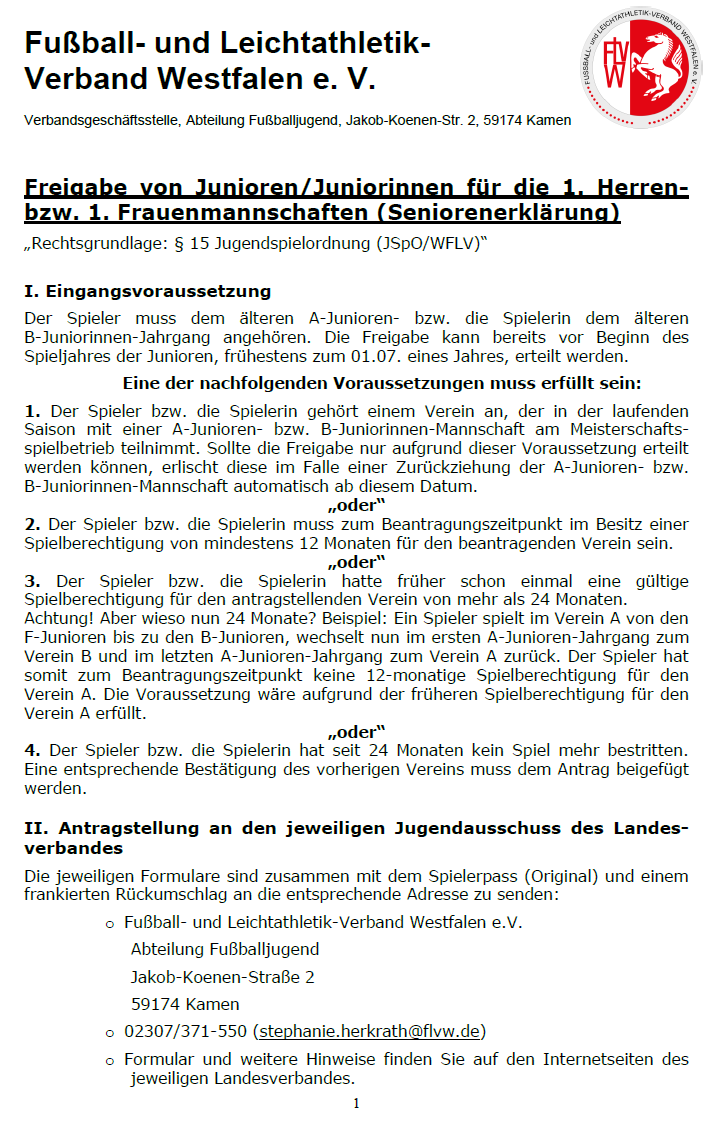 Fußball- und Leichtathletik-
Verband Westfalen e. V.
Verbandsgeschäftsstelle, Abteilung Fußballjugend, Jakob-Koenen-Str. 2, 59174 Kamen
FUSSBALL- und LEICHTATHLETIK-VERBAND WESTFALEN e. V.
FLVW
Freigabe von Junioren/Juniorinnen für die 1. Herren-
bzw. 1. Frauenmannschaften (Seniorenerklärung)
„Rechtsgrundlage: § 15 Jugendspielordnung (JSpO/WFLV)“
I. Eingangsvoraussetzung
Der Spieler muss dem älteren A-Junioren- bzw. die Spielerin dem älteren
B-Juniorinnen-Jahrgang angehören. Die Freigabe kann bereits vor Beginn des
Spieljahres der Junioren, frühestens zum 01.07. eines Jahres, erteilt werden.
Eine der nachfolgenden Voraussetzungen muss erfüllt sein:
1. Der Spieler bzw. die Spielerin gehört einem Verein an, der in der laufenden
Saison mit einer A-Junioren- bzw. B-Juniorinnen-Mannschaft am Meisterschafts-
spielbetrieb teilnimmt. Sollte die Freigabe nur aufgrund dieser Voraussetzung erteilt
werden können, erlischt diese im Falle einer Zurückziehung der A-Junioren- bzw.
B-Juniorinnen-Mannschaft automatisch ab diesem Datum.
„oder“
2. Der Spieler bzw. die Spielerin muss zum Beantragungszeitpunkt im Besitz einer
Spielberechtigung von mindestens 12 Monaten für den beantragenden Verein sein.
„oder“
3. Der Spieler bzw. die Spielerin hatte früher schon einmal eine gültige
Spielberechtigung für den antragstellenden Verein von mehr als 24 Monaten.
Achtung! Aber wieso nun 24 Monate? Beispiel: Ein Spieler spielt im Verein A von den
F-Junioren bis zu den B-Junioren, wechselt nun im ersten A-Junioren-Jahrgang zum
Verein B und im letzten A-Junioren-Jahrgang zum Verein A zurück. Der Spieler hat
somit zum Beantragungszeitpunkt keine 12-monatige Spielberechtigung für den
Verein A. Die Voraussetzung wäre aufgrund der früheren Spielberechtigung für den
Verein A erfüllt.
„oder“
4. Der Spieler bzw. die Spielerin hat seit 24 Monaten kein Spiel mehr bestritten.
Eine entsprechende Bestätigung des vorherigen Vereins muss dem Antrag beigefügt
werden.
II. Antragstellung an den jeweiligen Jugendausschuss des Landes-
verbandes
Die jeweiligen Formulare sind zusammen mit dem Spielerpass (Original) und einem
frankierten Rückumschlag an die entsprechende Adresse zu senden:
o Fußball- und Leichtathletik-Verband Westfalen e.V.
Abteilung Fußballjugend
Jakob-Koenen-Straße 2
59174 Kamen
o 02307/371-550 (stephanie.herkrath@flvw.de)
o Formular und weitere Hinweise finden Sie auf den Internetseiten des
jeweiligen Landesverbandes.
1